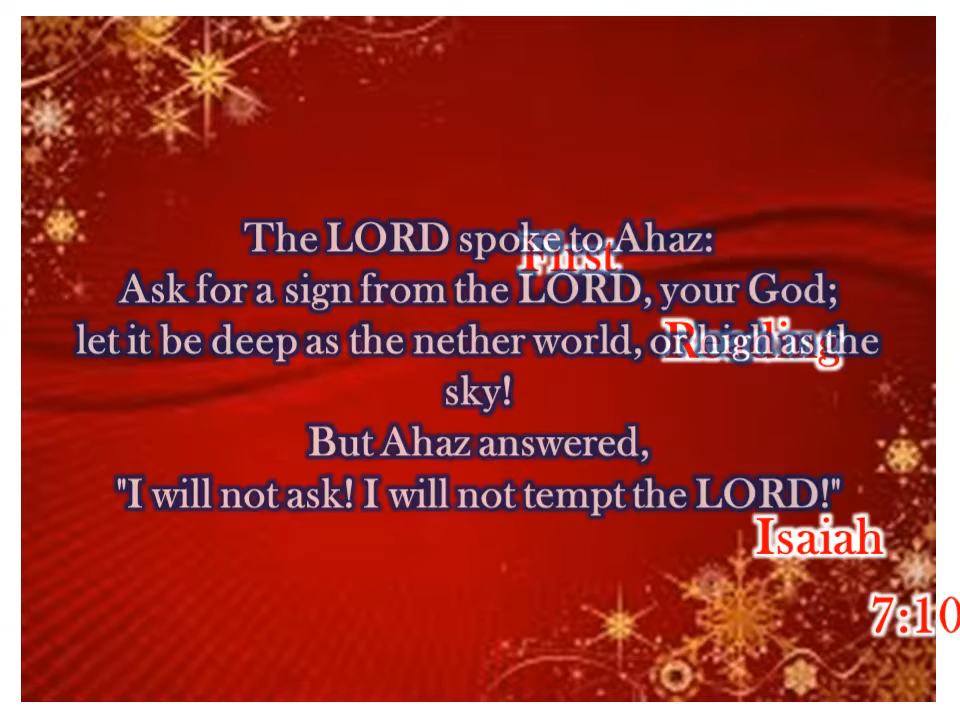 The LORD spoke to Ahaz:
First
Ask for a sign from the LORD, your God;
let it be deep as the nether world, or high as the
Reading
sky!
But Ahaz answered,
"I will not ask! I will not tempt the LORD!"
Isaiah
7:10